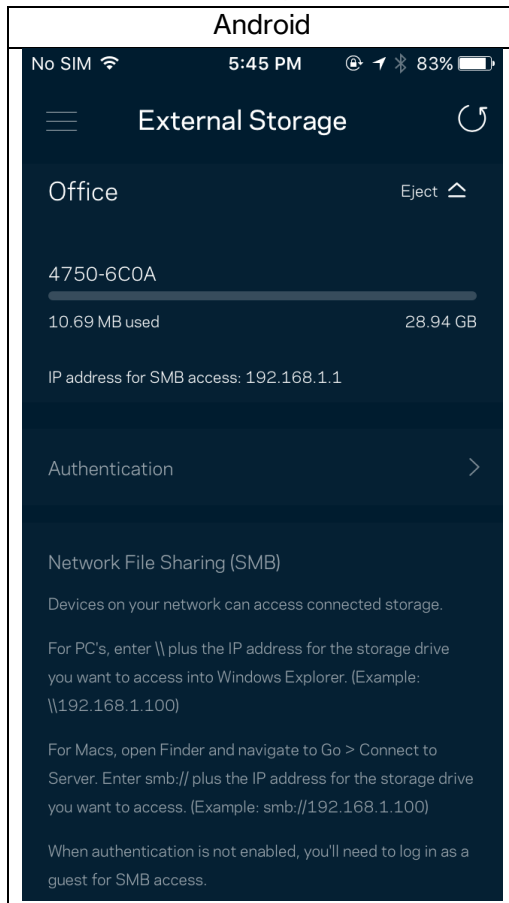 Android
No SIM 5:45 PM 83%
External Storage
Office Eject
4750-6C0A
10.69 MB used 28.94 GB
IP address for SMB access: 192.168.1.1
Authentication
Network File Sharing (SMB)
Devices on your network can access connected storage.
For PC's, enter \\ plus the IP address for the storage drive
you want to access into Windows Explorer. (Example:
\\192.168.1.100)
For Macs, open Finder and navigate to Go > Connect to
Server. Enter smb:// plus the IP address for the storage drive
you want to access. (Example: smb://192.168.1.100)
When authentication is not enabled, you'll need to log in as a
guest for SMB access.